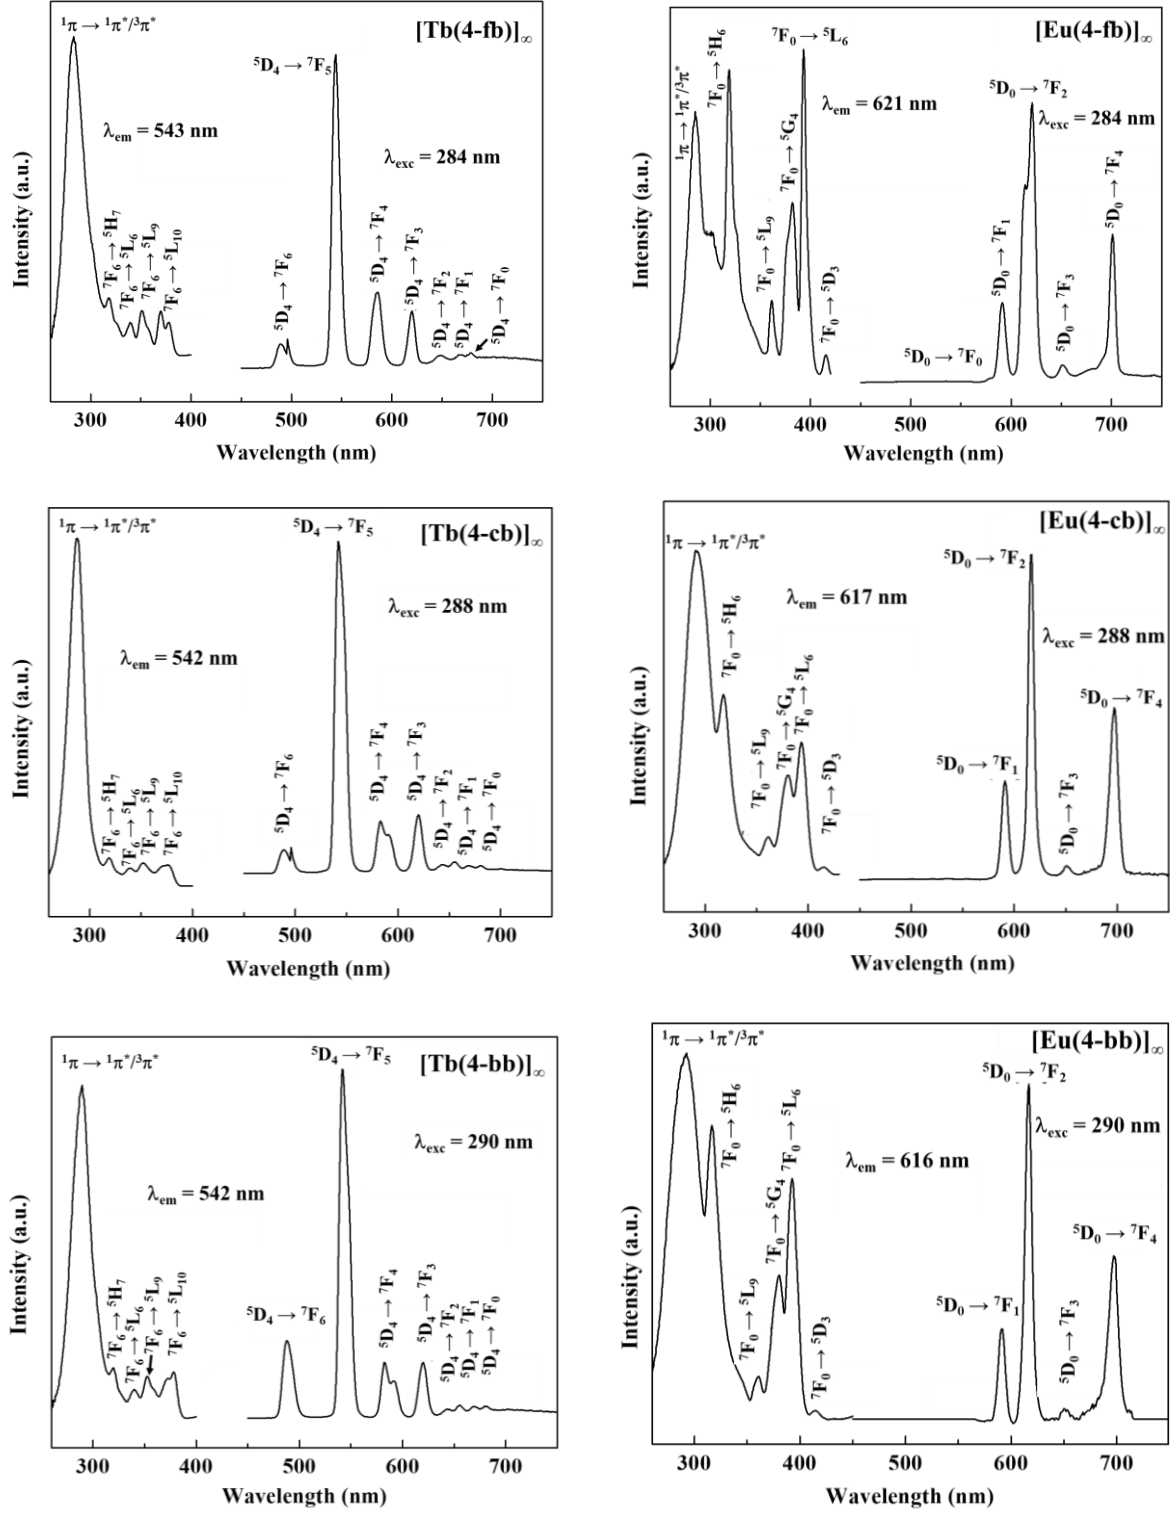 ¹π → ¹π*/³π*
[Tb(4-fb)]∞
⁵D₄ → ⁷F₅
λem = 543 nm
λexc = 284 nm
⁷F₆ → ⁵H₇
⁷F₆ → ⁵L₆
⁷F₆ → ⁵L₉
⁷F₆ → ⁵L₁₀
⁵D₄ → ⁷F₆
⁵D₄ → ⁷F₄
⁵D₄ → ⁷F₃
⁵D₄ → ⁷F₂
⁵D₄ → ⁷F₁
⁵D₄ → ⁷F₀
Intensity (a.u.)
300 400 500 600 700
Wavelength (nm)
¹π → ¹π*/³π*
⁷F₀ → ⁵H₆
⁷F₀ → ⁵L₆
[Eu(4-fb)]∞
λem = 621 nm
⁵D₀ → ⁷F₂
λexc = 284 nm
⁷F₀ → ⁵L₉
⁷F₀ → ⁵G₄
⁷F₀ → ⁵D₃
⁵D₀ → ⁷F₀
⁵D₀ → ⁷F₁
⁵D₀ → ⁷F₃
⁵D₀ → ⁷F₄
Intensity (a.u.)
300 400 500 600 700
Wavelength (nm)
¹π → ¹π*/³π*
⁵D₄ → ⁷F₅
[Tb(4-cb)]∞
λexc = 288 nm
λem = 542 nm
⁷F₆ → ⁵H₇
⁷F₆ → ⁵L₆
⁷F₆ → ⁵L₉
⁷F₆ → ⁵L₁₀
⁵D₄ → ⁷F₆
⁵D₄ → ⁷F₄
⁵D₄ → ⁷F₃
⁵D₄ → ⁷F₂
⁵D₄ → ⁷F₁
⁵D₄ → ⁷F₀
Intensity (a.u.)
300 400 500 600 700
Wavelength (nm)
¹π → ¹π*/³π*
[Eu(4-cb)]∞
⁵D₀ → ⁷F₂
λem = 617 nm
λexc = 288 nm
⁷F₀ → ⁵H₆
⁷F₀ → ⁵L₉
⁷F₀ → ⁵G₄
⁷F₀ → ⁵L₆
⁷F₀ → ⁵D₃
⁵D₀ → ⁷F₁
⁵D₀ → ⁷F₃
⁵D₀ → ⁷F₄
Intensity (a.u.)
300 400 500 600 700
Wavelength (nm)
¹π → ¹π*/³π*
⁵D₄ → ⁷F₅
[Tb(4-bb)]∞
λexc = 290 nm
λem = 542 nm
⁷F₆ → ⁵H₇
⁷F₆ → ⁵L₆
⁷F₆ → ⁵L₉
⁷F₆ → ⁵L₁₀
⁵D₄ → ⁷F₆
⁵D₄ → ⁷F₄
⁵D₄ → ⁷F₃
⁵D₄ → ⁷F₂
⁵D₄ → ⁷F₁
⁵D₄ → ⁷F₀
Intensity (a.u.)
300 400 500 600 700
Wavelength (nm)
¹π → ¹π*/³π*
[Eu(4-bb)]∞
⁵D₀ → ⁷F₂
λexc = 290 nm
λem = 616 nm
⁷F₀ → ⁵H₆
⁷F₀ → ⁵L₉
⁷F₀ → ⁵G₄
⁷F₀ → ⁵L₆
⁷F₀ → ⁵D₃
⁵D₀ → ⁷F₁
⁵D₀ → ⁷F₃
⁵D₀ → ⁷F₄
Intensity (a.u.)
300 400 500 600 700
Wavelength (nm)